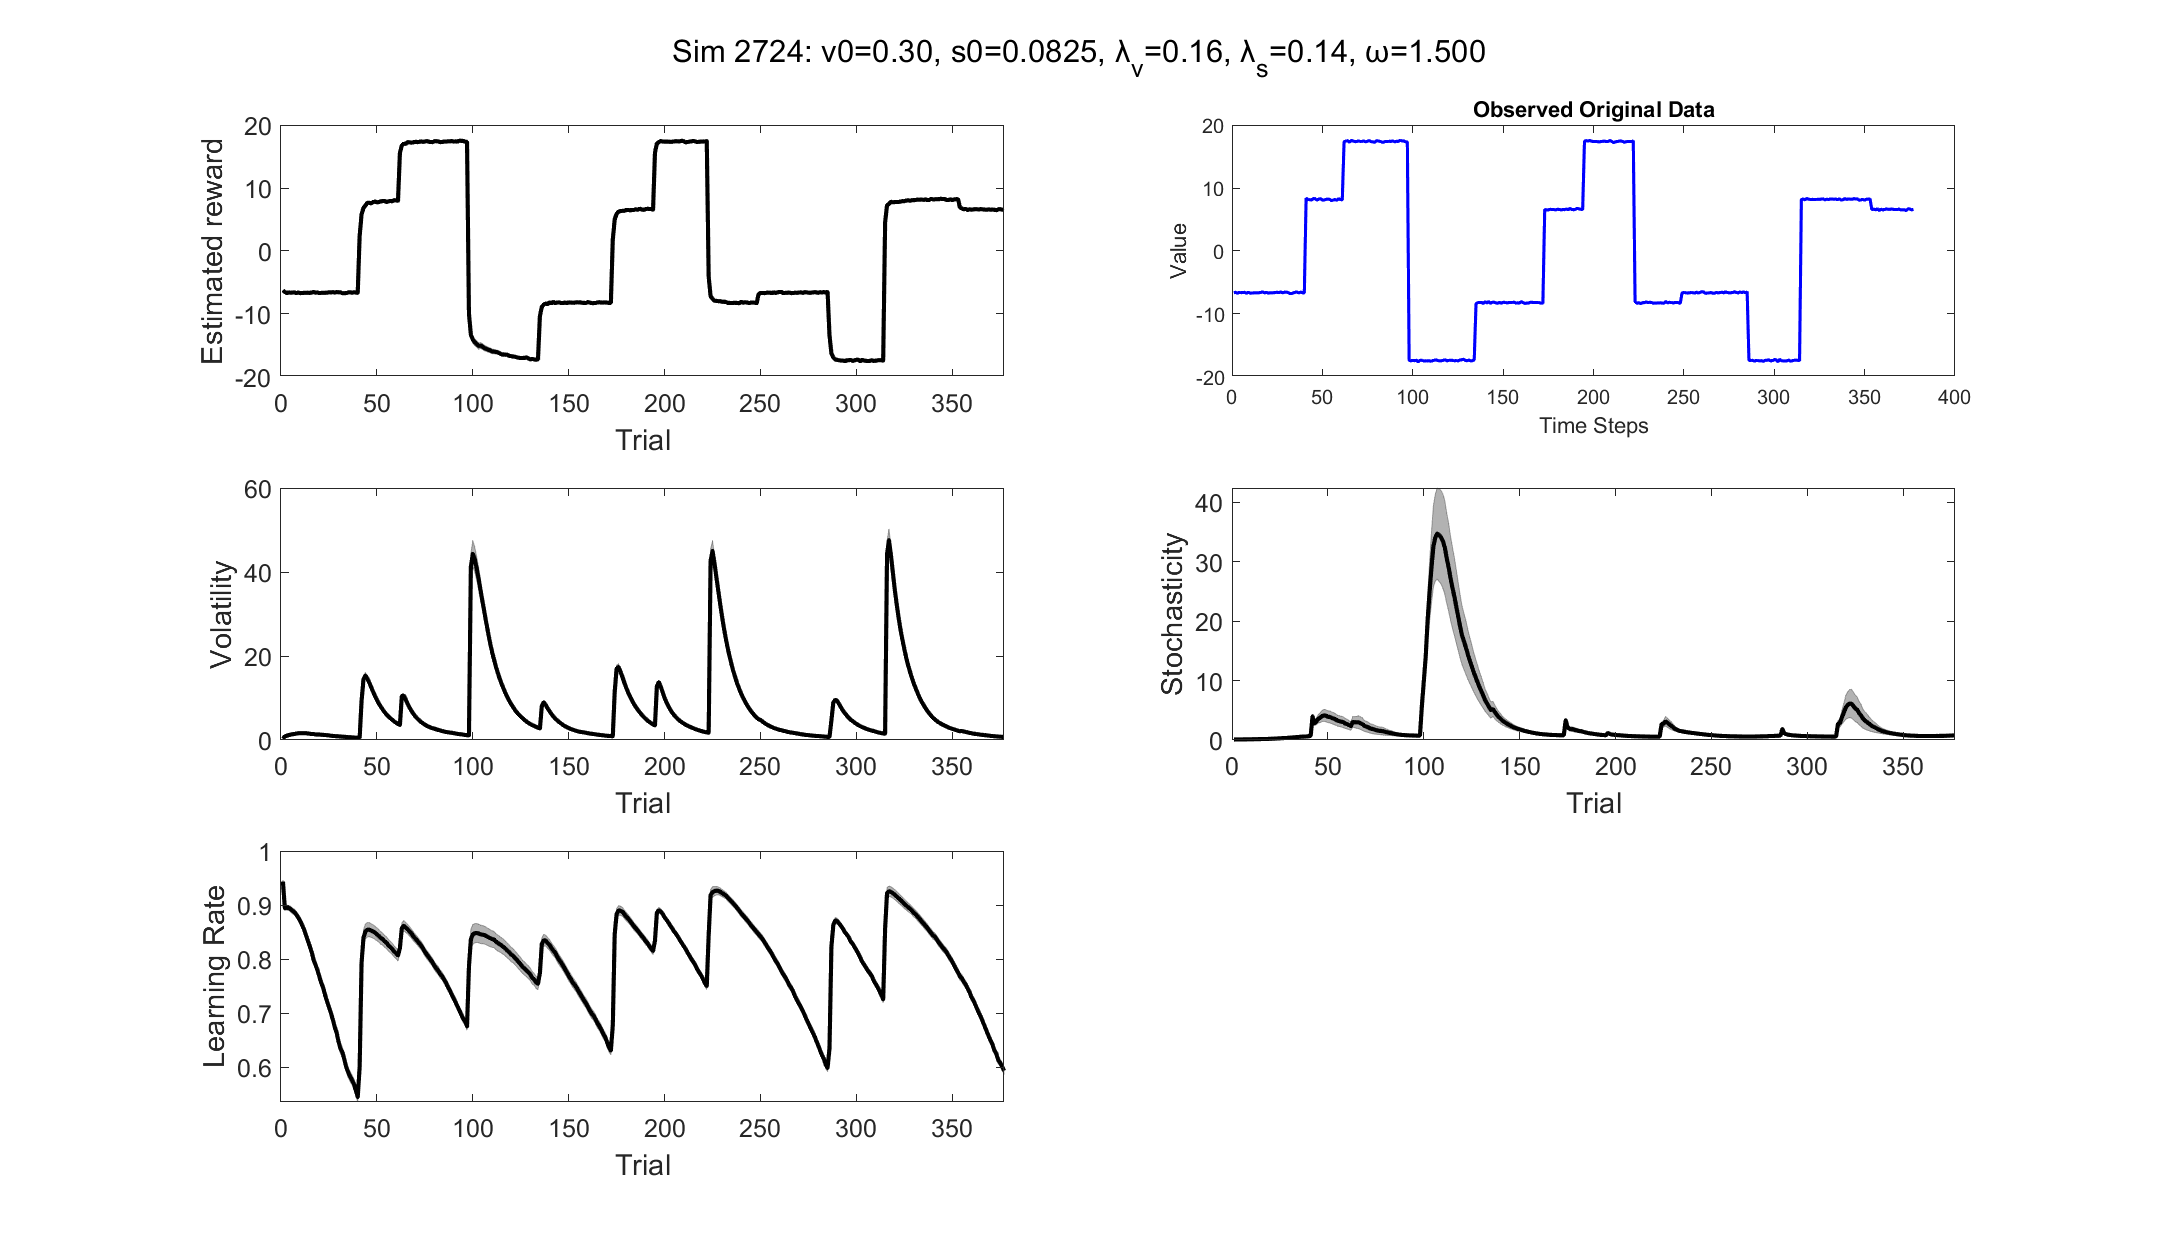 Sim 2724: v0=0.30, s0=0.0825, λ_v=0.16, λ_s=0.14, ω=1.500
Estimated reward
20
10
0
-10
-20
0 50 100 150 200 250 300 350
Trial
Observed Original Data
Value
20
10
0
-10
-20
0 50 100 150 200 250 300 350 400
Time Steps
Volatility
60
40
20
0
0 50 100 150 200 250 300 350
Trial
Stochasticity
40
30
20
10
0
0 50 100 150 200 250 300 350
Trial
Learning Rate
1
0.9
0.8
0.7
0.6
0 50 100 150 200 250 300 350
Trial